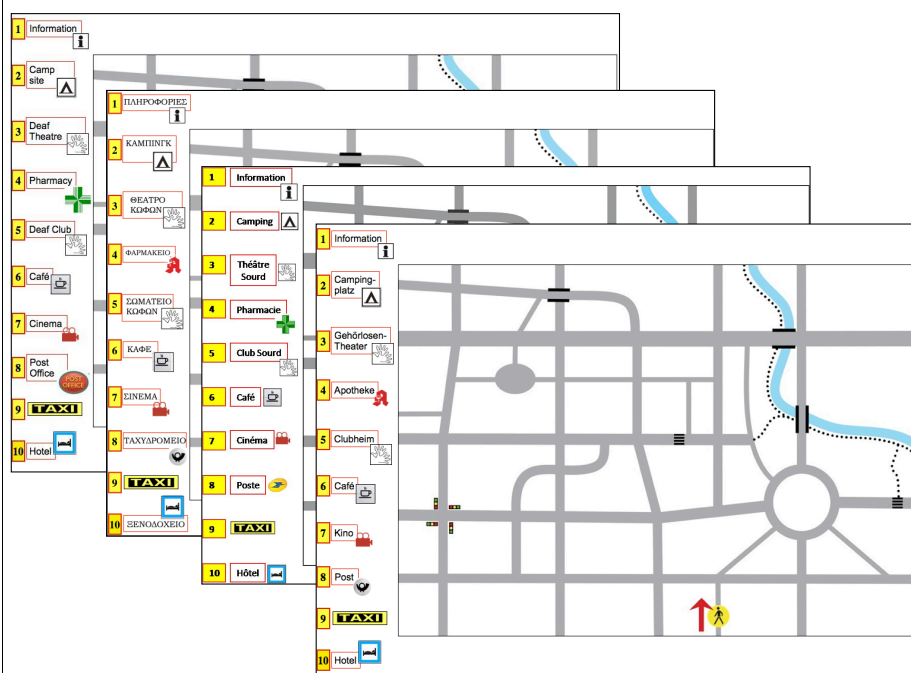 1 Information
2 Camp
site
3 Deaf
Theatre
4 Pharmacy
5 Deaf Club
6 Café
7 Cinema
8 Post
Office
POST
OFFICE
9 TAXI
10 Hotel
1 ΠΛΗΡΟΦΟΡΙΕΣ
2 ΚΑΜΠΙΝΓΚ
3 ΘΕΑΤΡΟ
ΚΩΦΩΝ
4 ΦΑΡΜΑΚΕΙΟ
5 ΣΩΜΑΤΕΙΟ
ΚΩΦΩΝ
6 ΚΑΦΕ
7 ΣΙΝΕΜΑ
8 ΤΑΧΥΔΡΟΜΕΙΟ
9 TAXI
10 ΞΕΝΟΔΟΧΕΙΟ
1 Information
2 Camping
3 Théâtre
Sourd
4 Pharmacie
5 Club Sourd
6 Café
7 Cinéma
8 Poste
9 TAXI
10 Hôtel
1 Information
2 Camping-
platz
3 Gehörlosen-
Theater
4 Apotheke
5 Clubheim
6 Café
7 Kino
8 Post
9 TAXI
10 Hotel